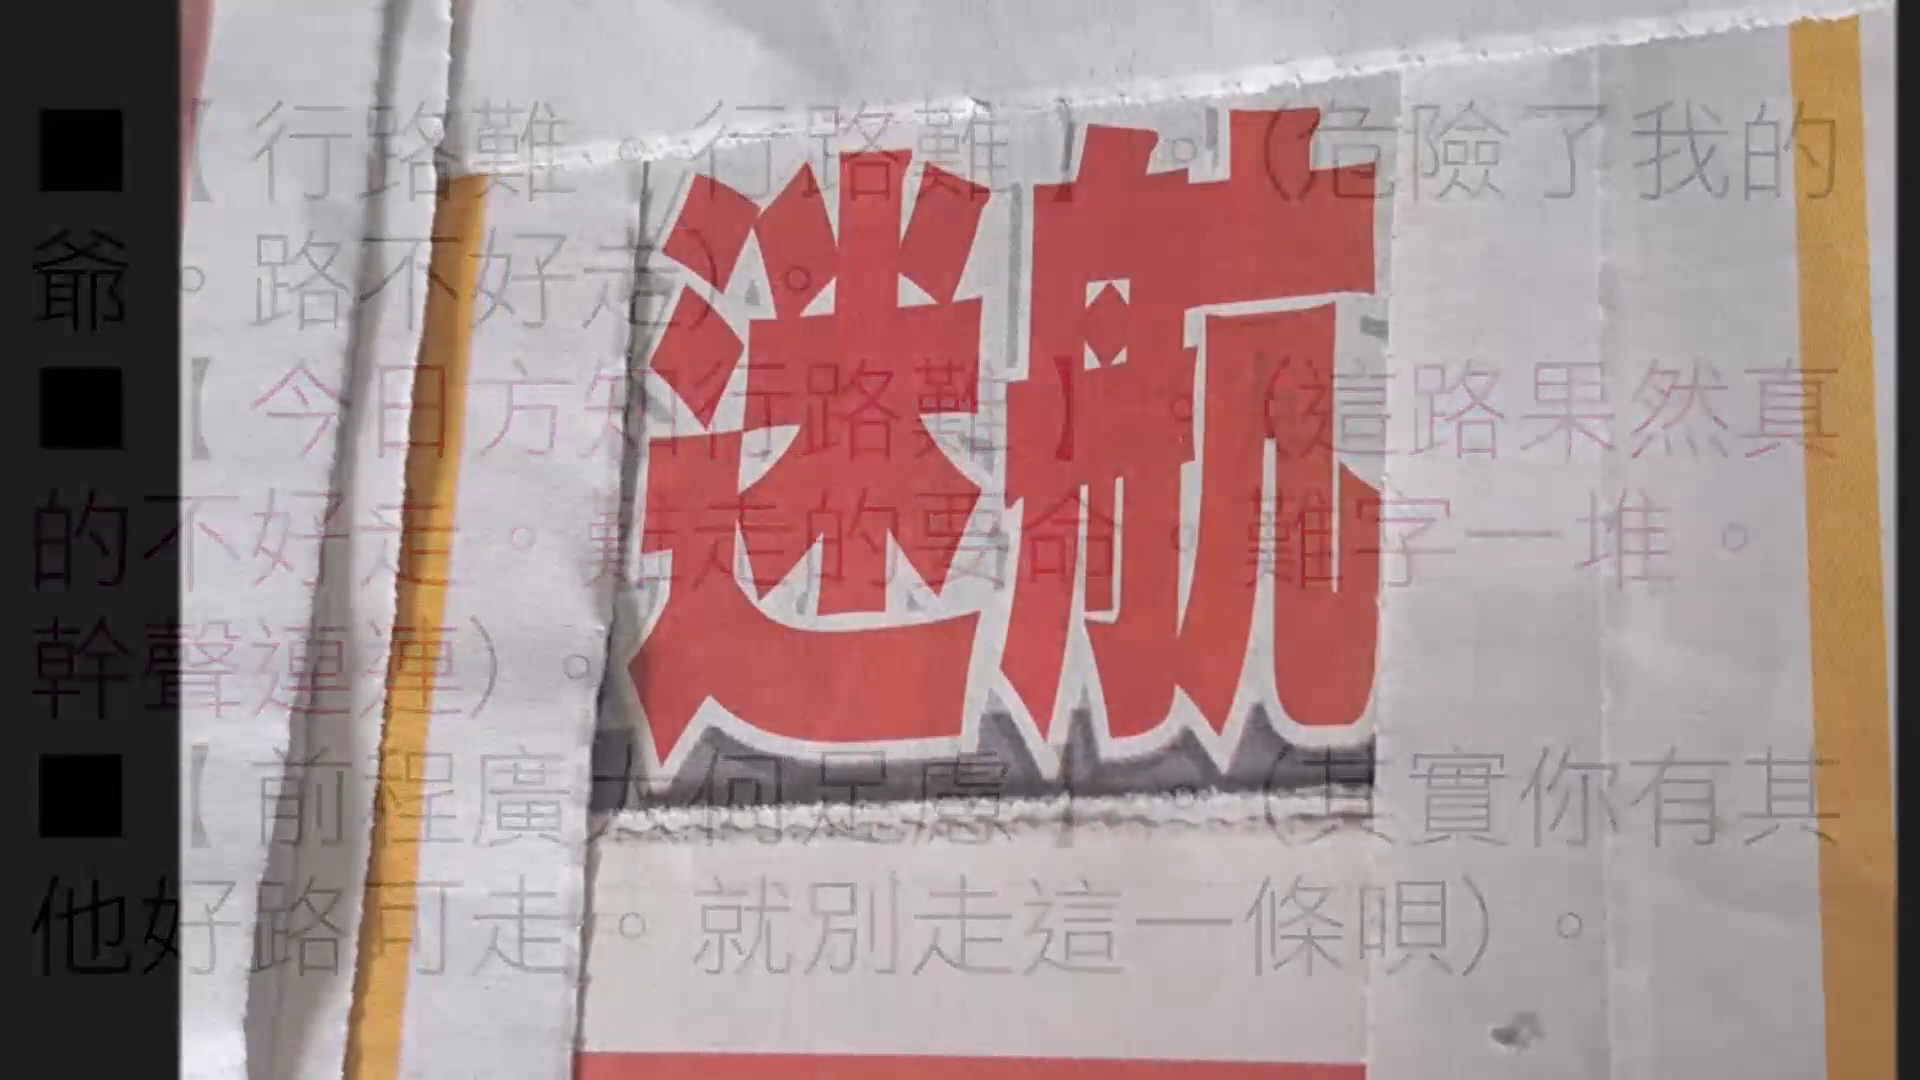 ■【行路難。行路難】。(危險了我的
爺。路不好走)。
■【今日方知行路難】。(這路果然真
的不好走。難走的要命。難字一堆。
幹聲連連)。
■【前程廣大何足慮】。(其實你有其
他好路可走。就別走這一條唄)。
迷航